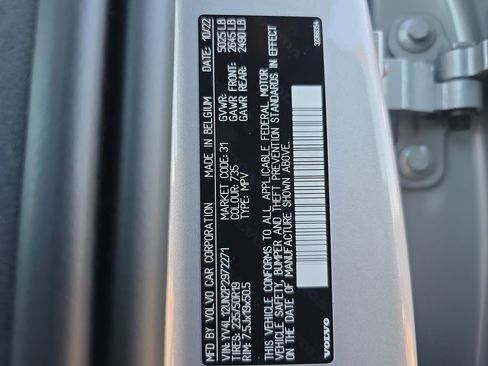 MFD BY VOLVO CAR CORPORATION MADE IN BELGIUM DATE: 10/22
VIN: YV4L12UN2P2972271 MARKET CODE: 31 GVWR: 5025 LB
TIRES: 235/50R19 COLOUR: 735 GAWR FRONT: 2645 LB
RIM: 7.5Jx19x50.5 TYPE: MPV GAWR REAR: 2490 LB
THIS VEHICLE CONFORMS TO ALL APPLICABLE FEDERAL MOTOR
VEHICLE SAFETY, BUMPER AND THEFT PREVENTION STANDARDS IN EFFECT
ON THE DATE OF MANUFACTURE SHOWN ABOVE.
VOLVO